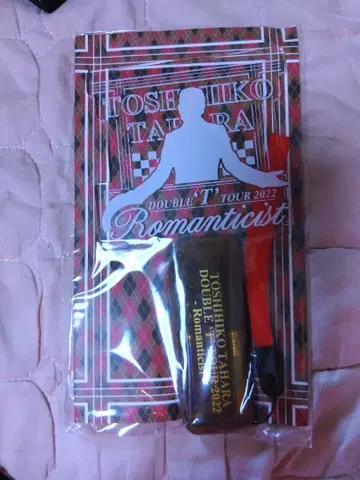 TOSHIHIKO
TAHARA
DOUBLE 'T' TOUR 2022
Romanticist
TOSHIHIKO TAHARA
DOUBLE 'T' TOUR 2022
- Romanticist -